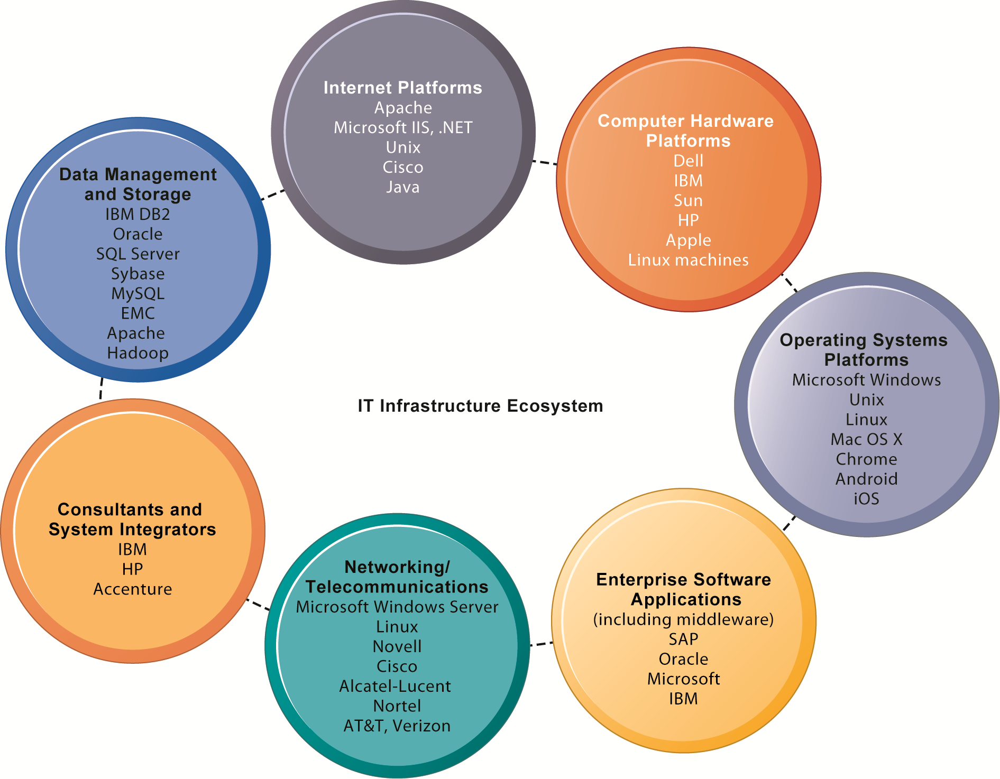 Internet Platforms
Apache
Microsoft IIS, .NET
Unix
Cisco
Java
Computer Hardware
Platforms
Dell
IBM
Sun
HP
Apple
Linux machines
Data Management
and Storage
IBM DB2
Oracle
SQL Server
Sybase
MySQL
EMC
Apache
Hadoop
Operating Systems
Platforms
Microsoft Windows
Unix
Linux
Mac OS X
Chrome
Android
iOS
IT Infrastructure Ecosystem
Consultants and
System Integrators
IBM
HP
Accenture
Networking/
Telecommunications
Microsoft Windows Server
Linux
Novell
Cisco
Alcatel-Lucent
Nortel
AT&T, Verizon
Enterprise Software
Applications
(including middleware)
SAP
Oracle
Microsoft
IBM